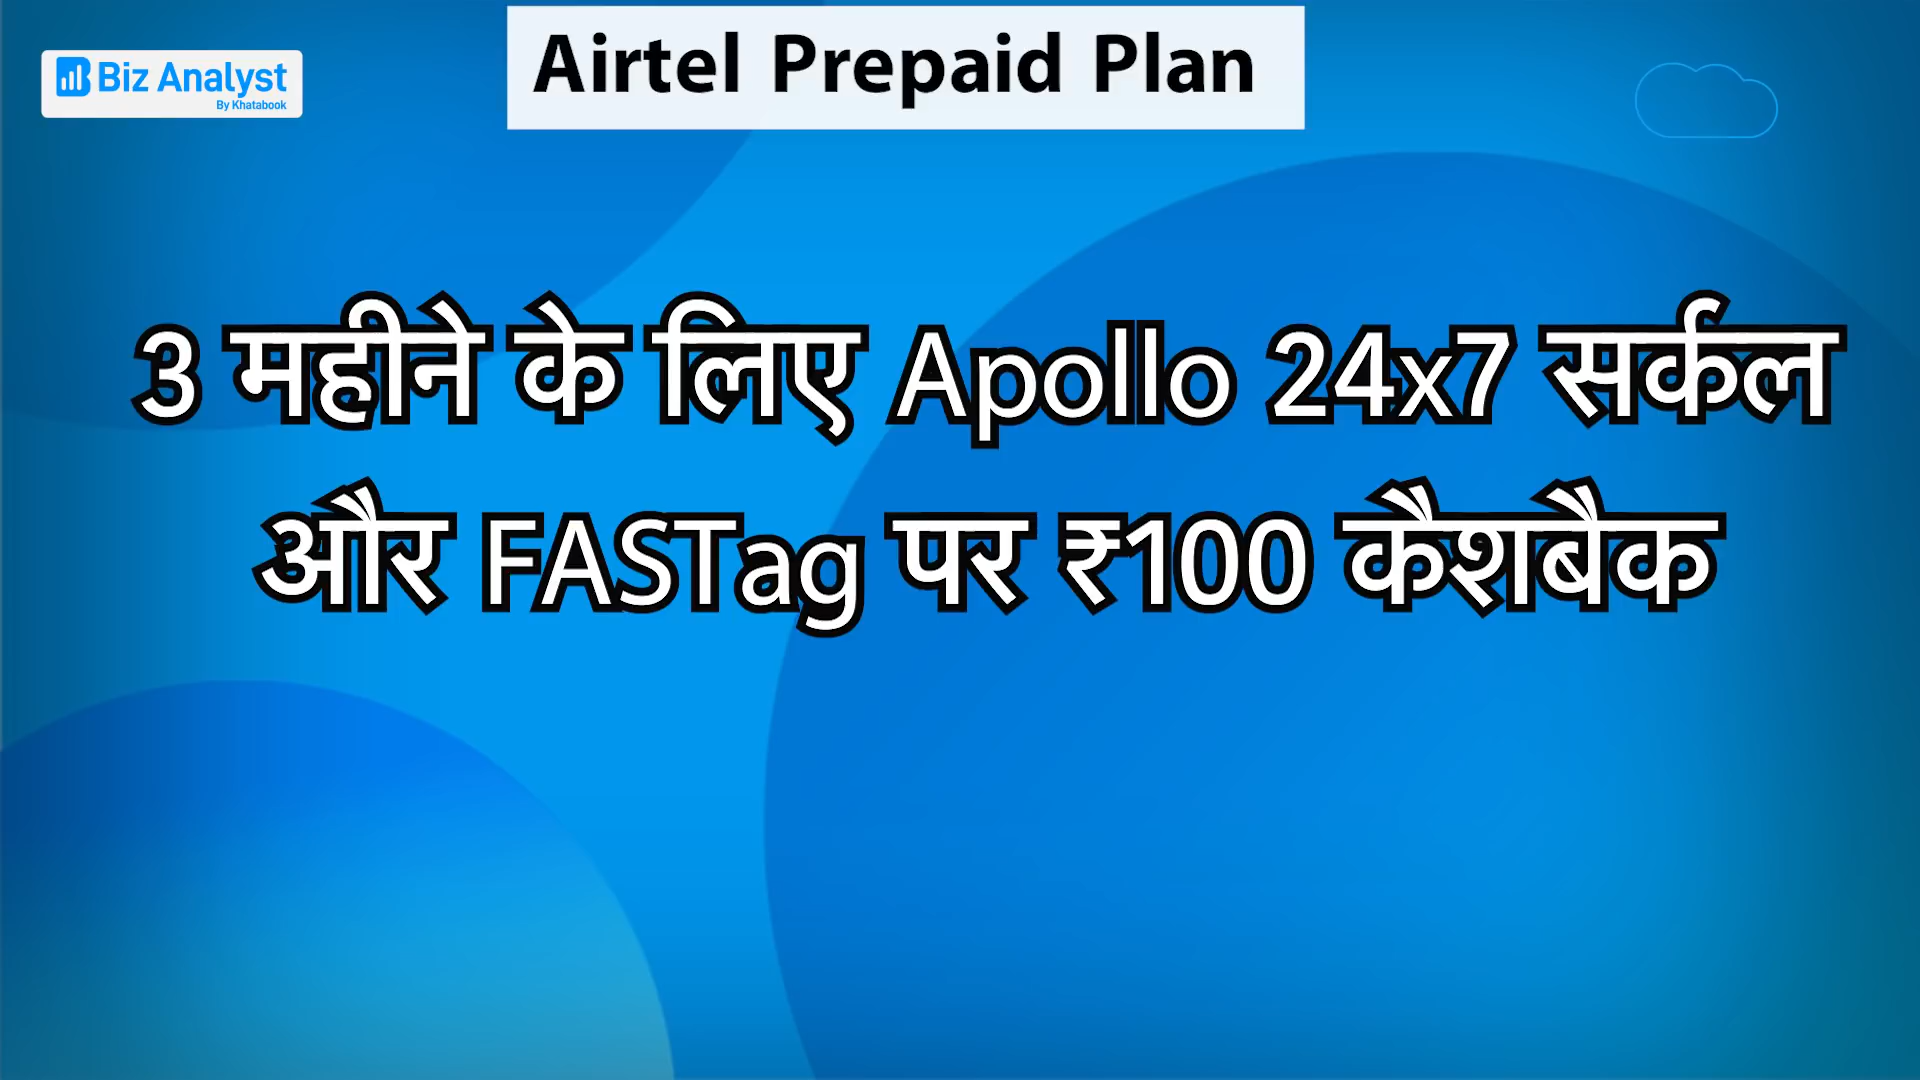 Biz Analyst
By Khatabook
Airtel Prepaid Plan
3 महीने के लिए Apollo 24x7 सर्कल
और FASTag पर ₹100 कैशबैक